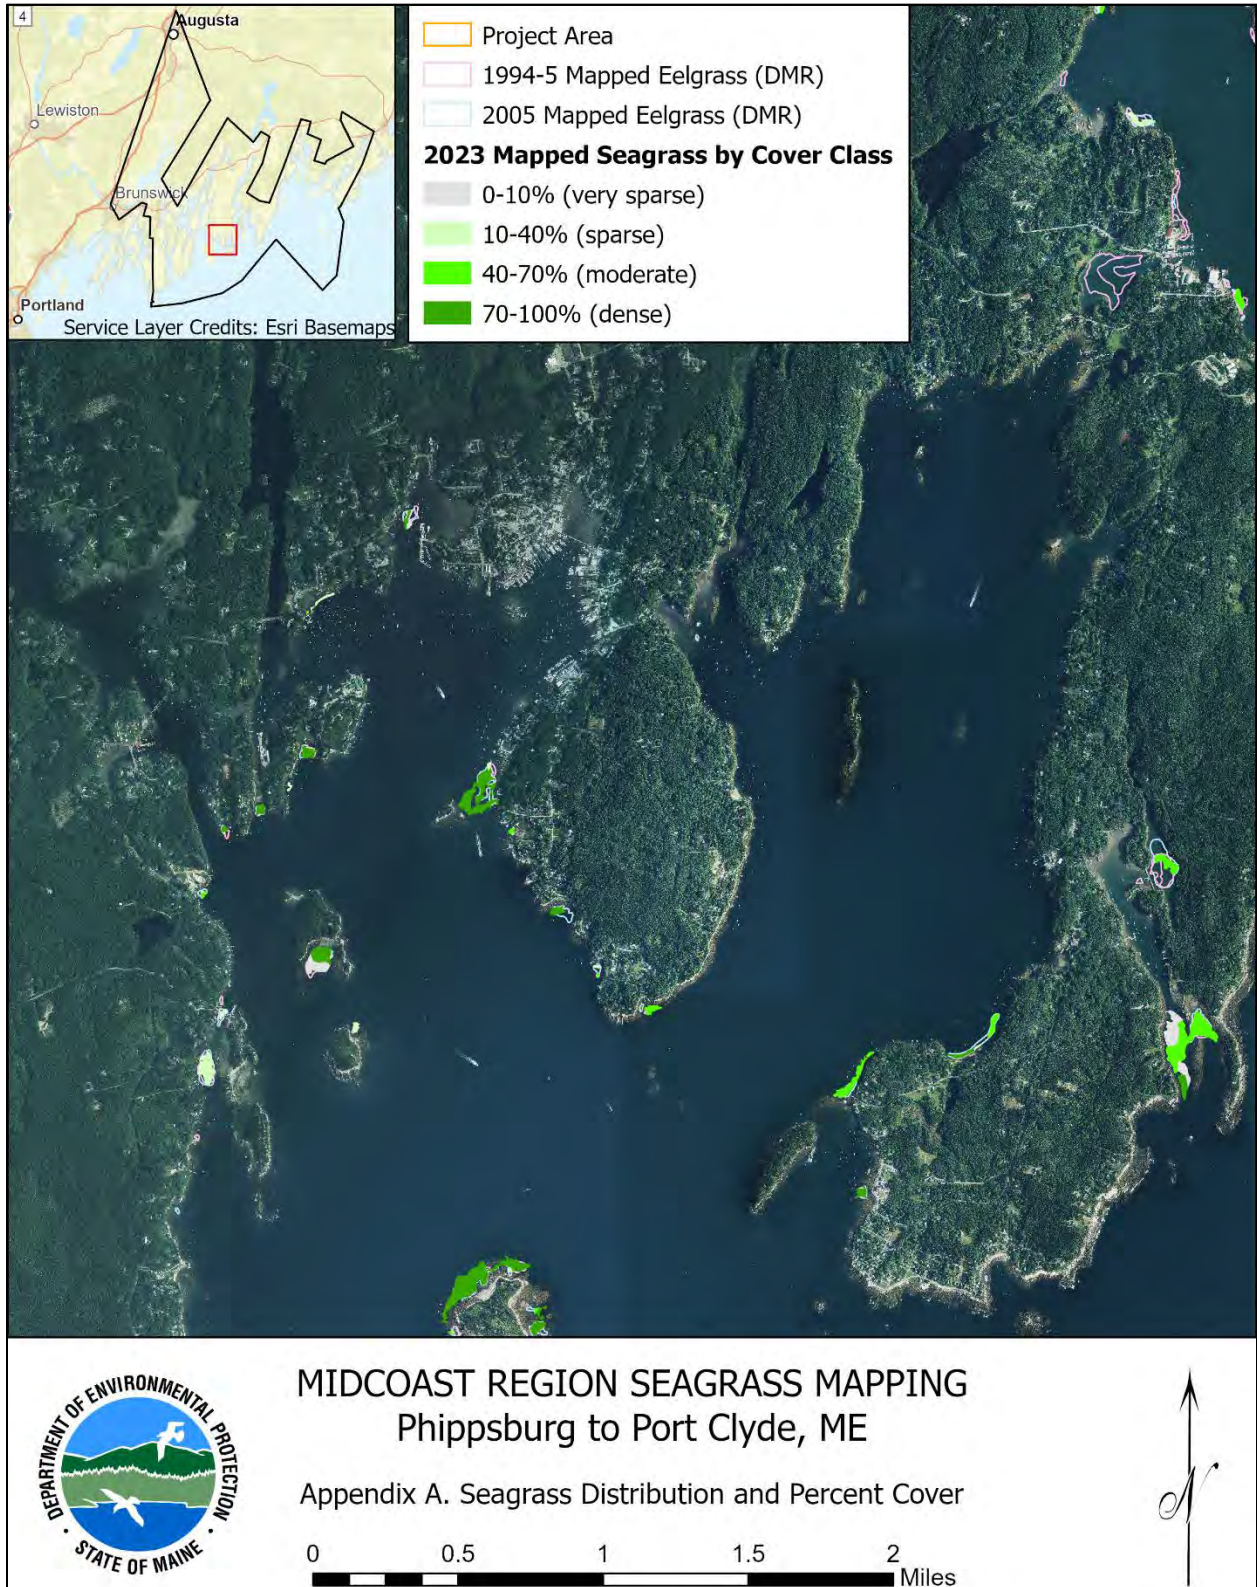 4
Augusta
Lewiston
Brunswick
Portland
Service Layer Credits: Esri Basemaps
Project Area
1994-5 Mapped Eelgrass (DMR)
2005 Mapped Eelgrass (DMR)
2023 Mapped Seagrass by Cover Class
0-10% (very sparse)
10-40% (sparse)
40-70% (moderate)
70-100% (dense)
DEPARTMENT OF ENVIRONMENTAL PROTECTION
STATE OF MAINE
MIDCOAST REGION SEAGRASS MAPPING
Phippsburg to Port Clyde, ME
Appendix A. Seagrass Distribution and Percent Cover
0 0.5 1 1.5 2
Miles
N